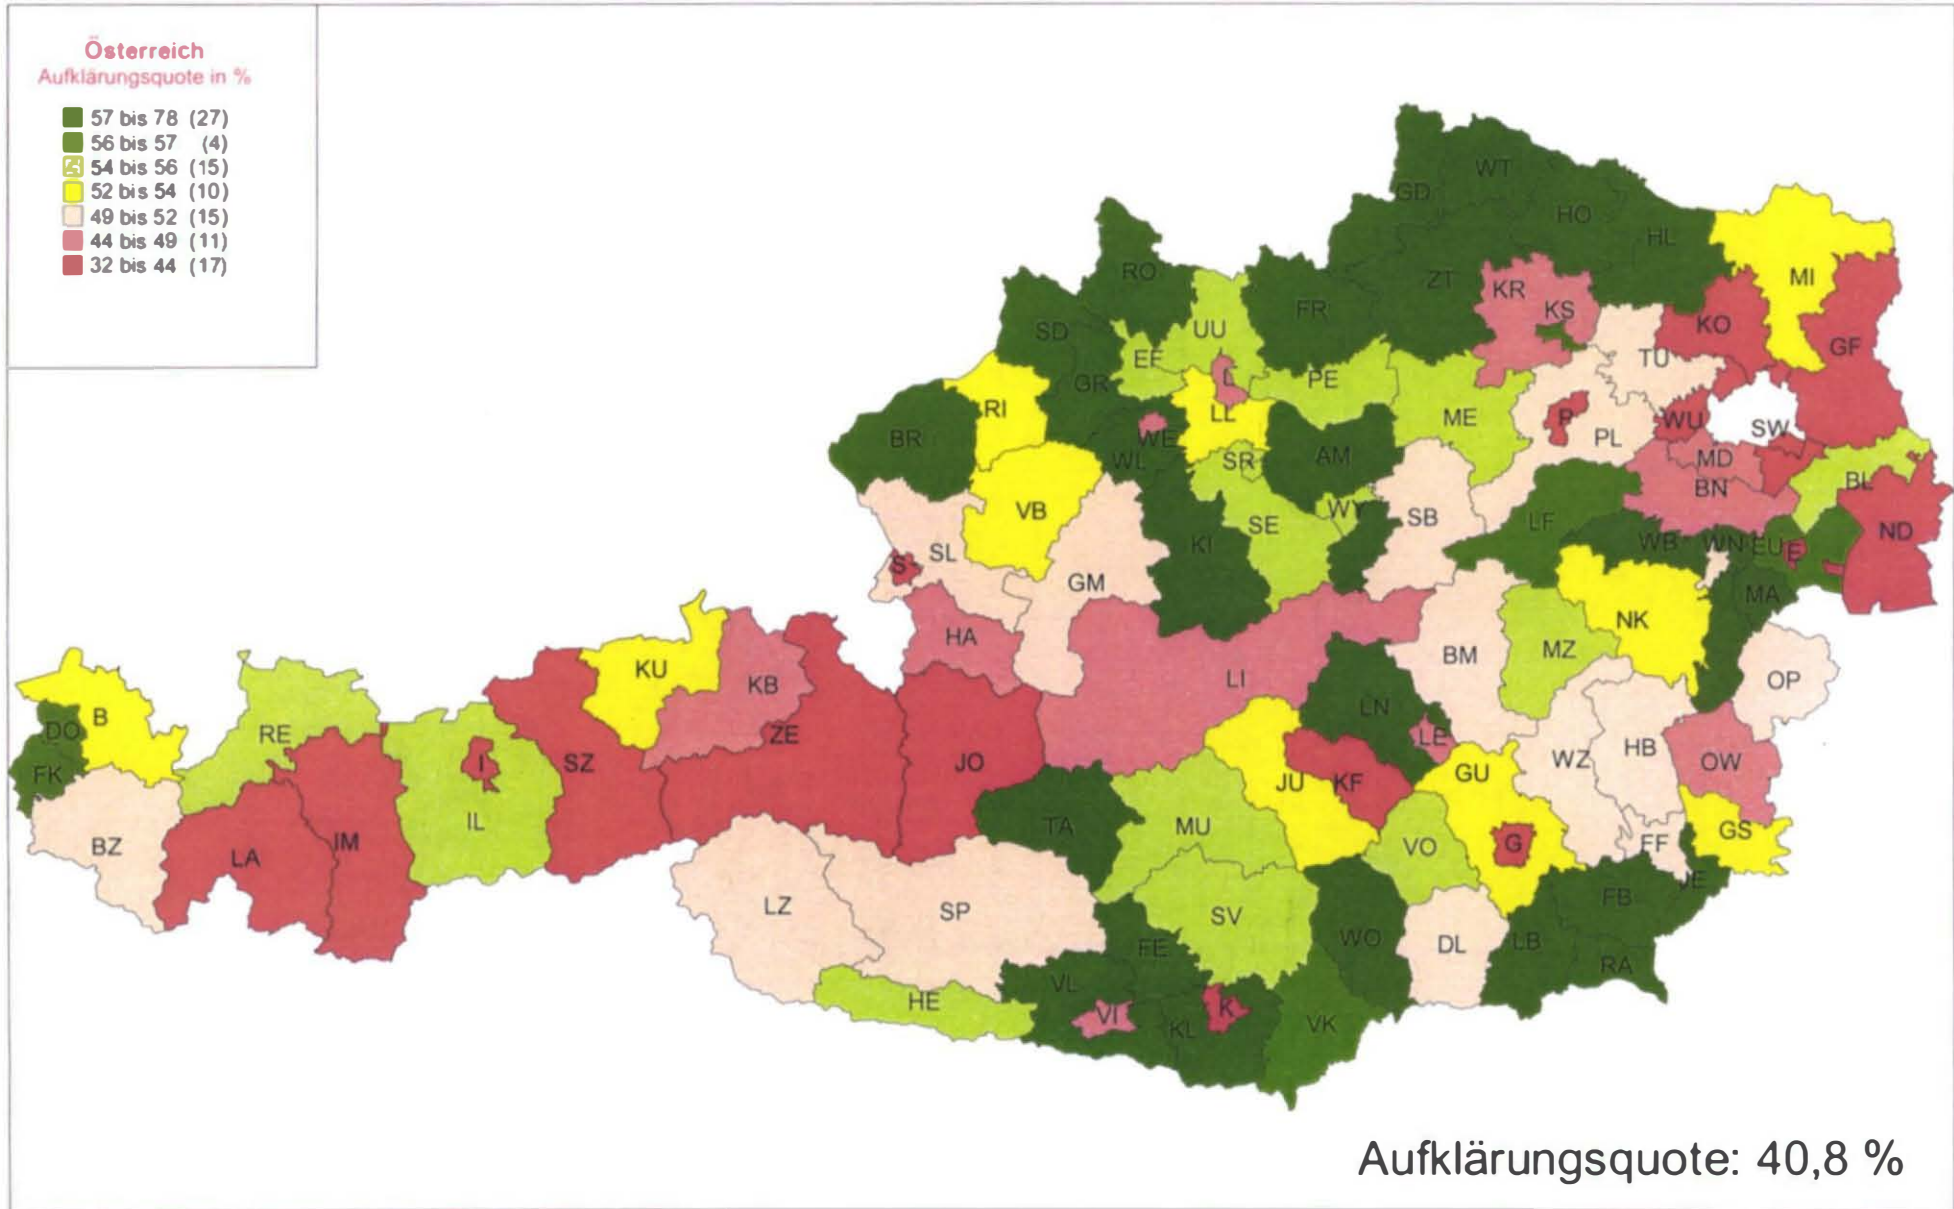 Österreich
Aufklärungsquote in %
57 bis 78 (27)
56 bis 57 (4)
54 bis 56 (15)
52 bis 54 (10)
49 bis 52 (15)
44 bis 49 (11)
32 bis 44 (17)
WT
GD
HO
HL
RO
ZT
KR
KS
MI
SD
UU
FR
KO
GF
EF
TU
GR
L
PE
RI
LL
ME
P
WU
SW
BR
WE
PL
WL
SR
AM
MD
BN
BL
VB
SE
WY
SB
LF
ND
SL
KI
WB
WN
EU
E
S
GM
MA
HA
NK
BM
MZ
KU
KB
LI
OP
B
LN
DO
RE
ZE
LE
FK
I
SZ
JO
JU
KF
GU
WZ
HB
OW
BZ
LA
IM
IL
TA
MU
VO
G
FF
GS
LZ
SP
SV
JE
FB
FE
WO
DL
LB
RA
HE
VL
VI
KL
K
VK
Aufklärungsquote: 40,8 %